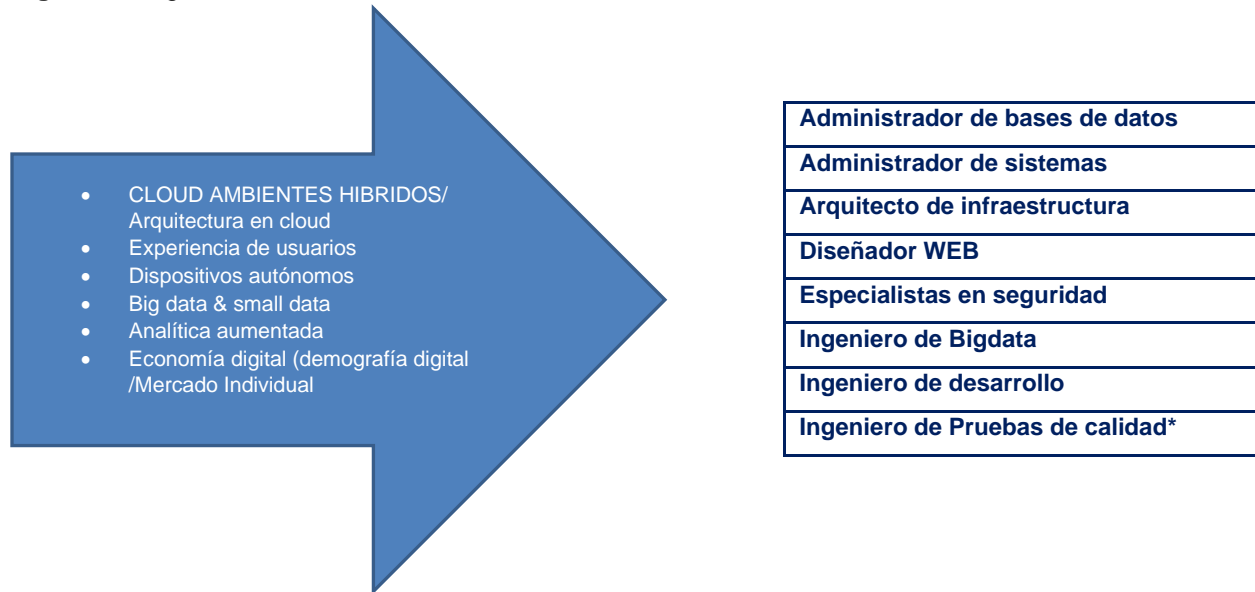 CLOUD AMBIENTES HIBRIDOS/
Arquitectura en cloud
Experiencia de usuarios
Dispositivos autónomos
Big data & small data
Analítica aumentada
Economía digital (demografía digital
/Mercado Individual
Administrador de bases de datos
Administrador de sistemas
Arquitecto de infraestructura
Diseñador WEB
Especialistas en seguridad
Ingeniero de Bigdata
Ingeniero de desarrollo
Ingeniero de Pruebas de calidad*